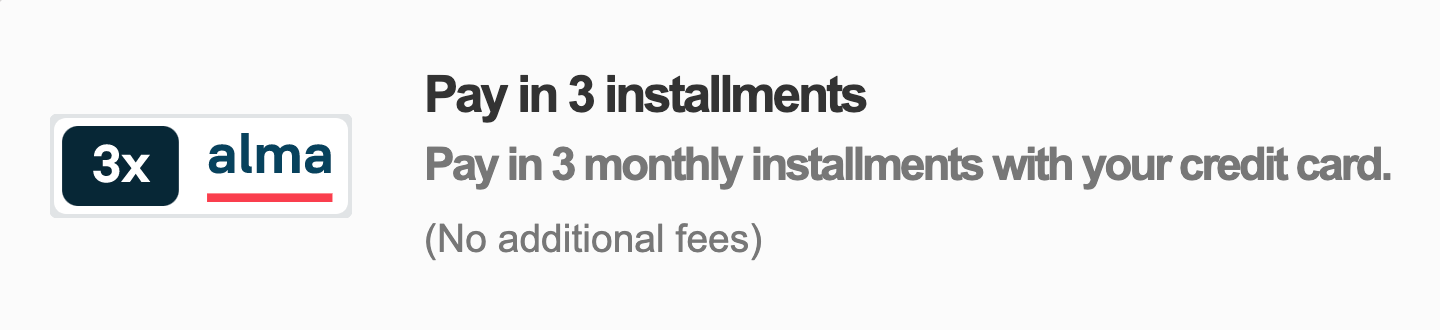 Pay in 3 installments
3x alma
Pay in 3 monthly installments with your credit card.
(No additional fees)